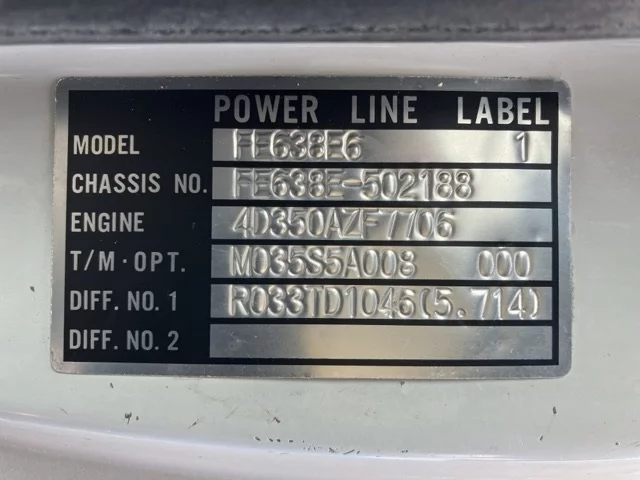 POWER LINE LABEL
MODEL FE638E6 1
CHASSIS NO. FE638E-502188
ENGINE 4D350AZF7706
T/M·OPT. M035S5A008 000
DIFF. NO. 1 R033TD1046(5.714)
DIFF. NO. 2